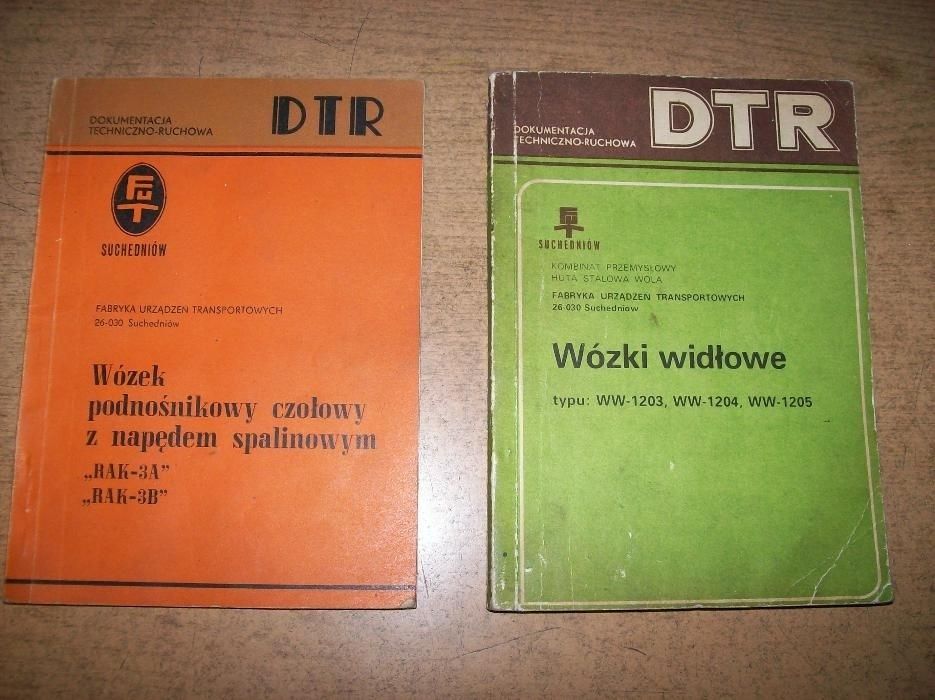 DOKUMENTACJA
TECHNICZNO-RUCHOWA
DTR
FUT
SUCHEDNIÓW
FABRYKA URZĄDZEŃ TRANSPORTOWYCH
26-030 Suchedniów
Wózek
podnośnikowy czołowy
z napędem spalinowym
„RAK-3A”
„RAK-3B”
DOKUMENTACJA
TECHNICZNO-RUCHOWA
DTR
FUT
SUCHEDNIÓW
KOMBINAT PRZEMYSŁOWY
HUTA STALOWA WOLA
FABRYKA URZĄDZEŃ TRANSPORTOWYCH
26-030 Suchedniów
Wózki widłowe
typu: WW-1203, WW-1204, WW-1205